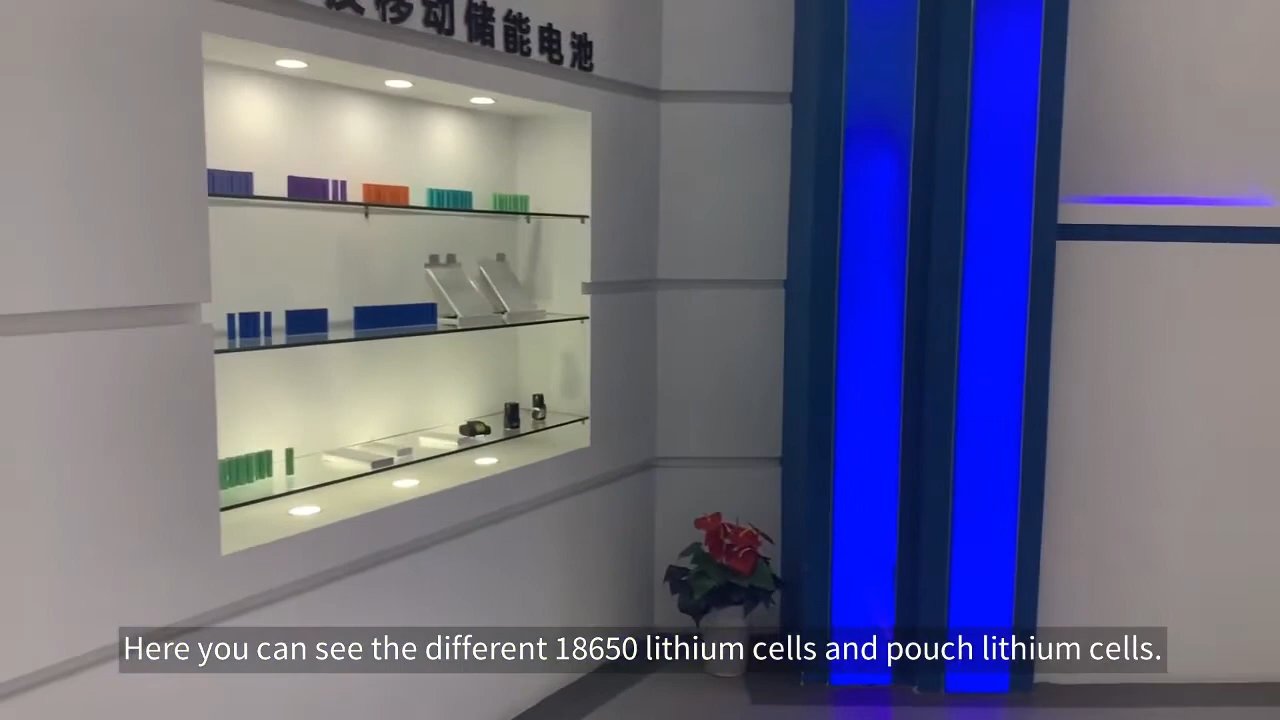 移动储能电池
Here you can see the different 18650 lithium cells and pouch lithium cells.